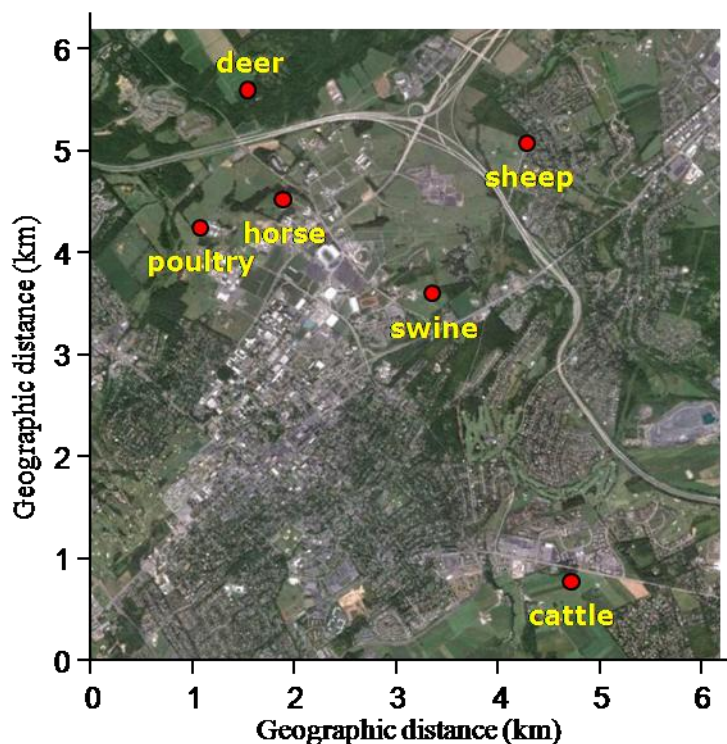 6
deer
5
sheep
horse
4
poultry
swine
3
2
1
cattle
0
0 1 2 3 4 5 6
Geographic distance (km)
Geographic distance (km)